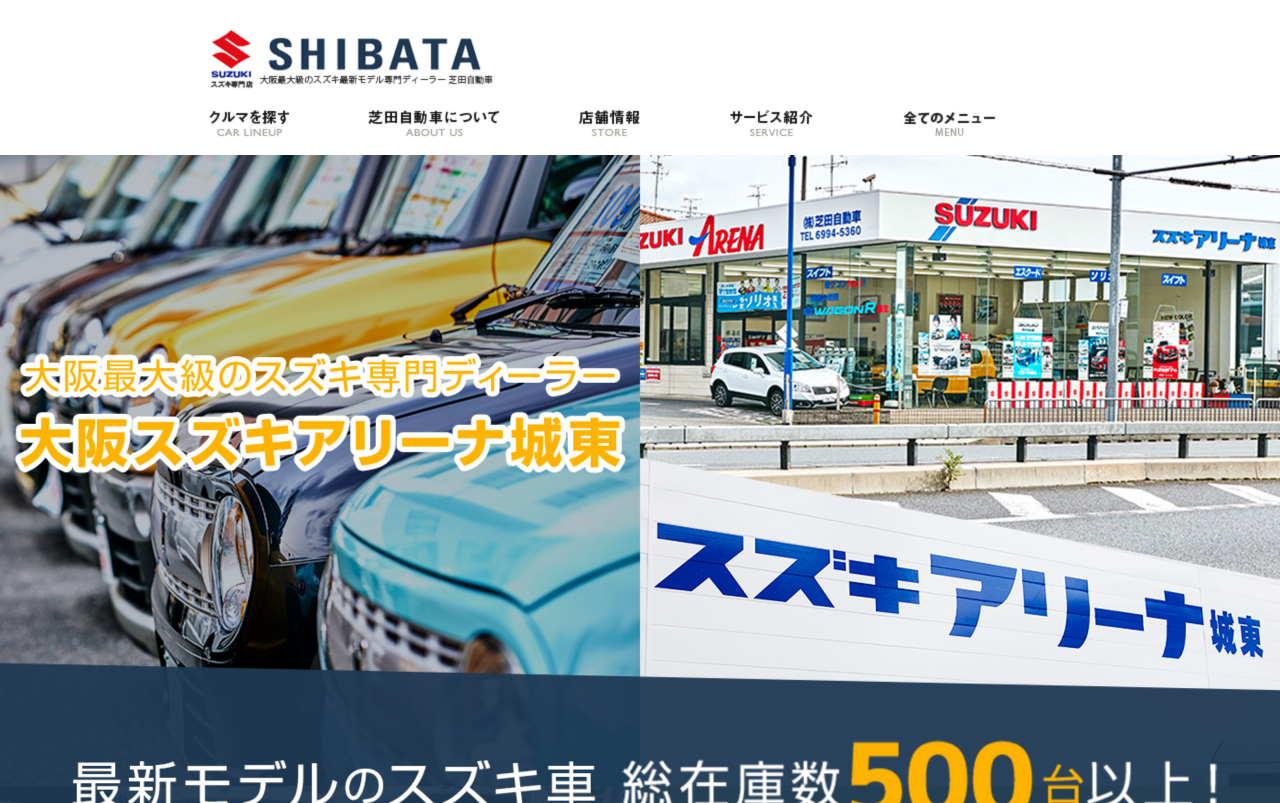 SUZUKI
スズキ専門店
SHIBATA
大阪最大級のスズキ最新モデル専門ディーラー 芝田自動車
クルマを探す
CAR LINEUP
芝田自動車について
ABOUT US
店舗情報
STORE
サービス紹介
SERVICE
全てのメニュー
MENU
ZUKI ARENA
㈱芝田自動車
TEL 6994-5360
SUZUKI
スズキアリーナ城東
スイフト
エスクード
ソリオ
スイフト
ソリオ
WAGONR
大阪最大級のスズキ専門ディーラー
大阪スズキアリーナ城東
スズキアリーナ城東
最新モデルのスズキ車 総在庫数500台以上!